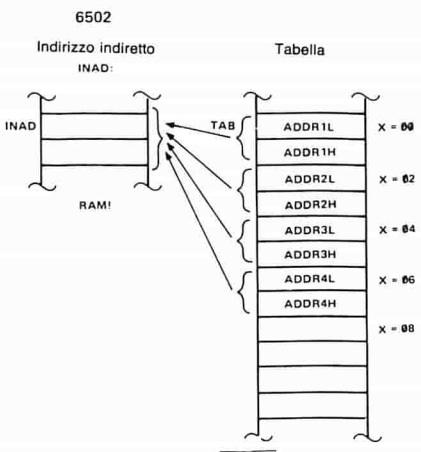 6502
Indirizzo indiretto
INAD:
Tabella
INAD
TAB
ADDR1L
X = 00
ADDR1H
ADDR2L
X = 02
ADDR2H
RAM!
ADDR3L
X = 04
ADDR3H
ADDR4L
X = 06
ADDR4H
X = 08